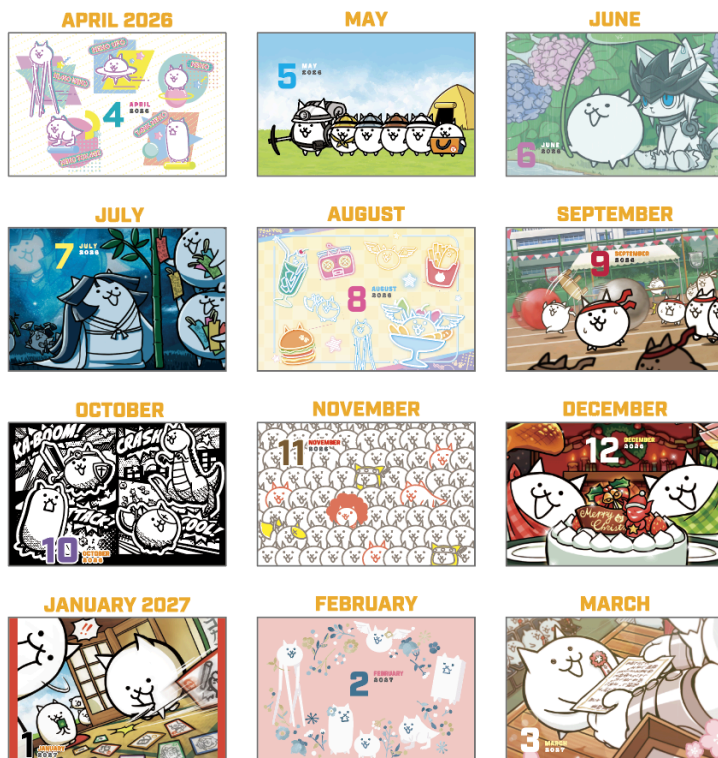 APRIL 2026
MAY
JUNE
4 APRIL
2026
5 MAY
2026
6 JUNE
2026
JULY
AUGUST
SEPTEMBER
7 JULY
2026
8 AUGUST
2026
9 SEPTEMBER
2026
OCTOBER
NOVEMBER
DECEMBER
KA-BOOM!
CRASH
10 OCTOBER
2026
11 NOVEMBER
2026
12 DECEMBER
2026
Merry
JANUARY 2027
FEBRUARY
MARCH
!!
1 JANUARY
2027
2 FEBRUARY
2027
3 MARCH
2027